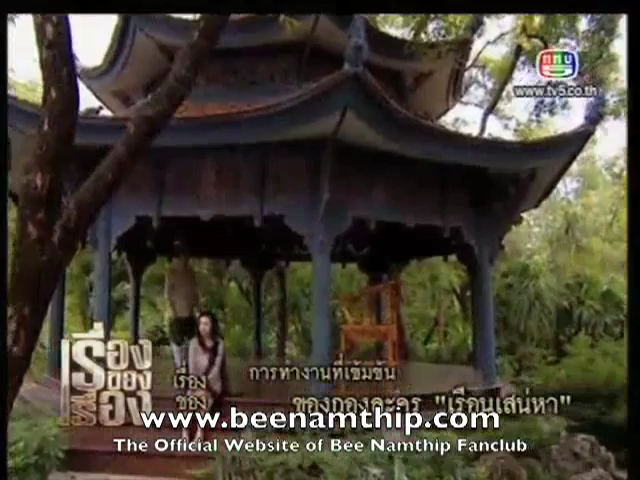 ททบ
www.tv5.co.th
เรื่อง
ของ
เรื่อง
ของ
การทำงานที่เข้มข้น
ของกองละคร "เรือนเสน่หา"
www.beenamthip.com
The Official Website of Bee Namthip Fanclub